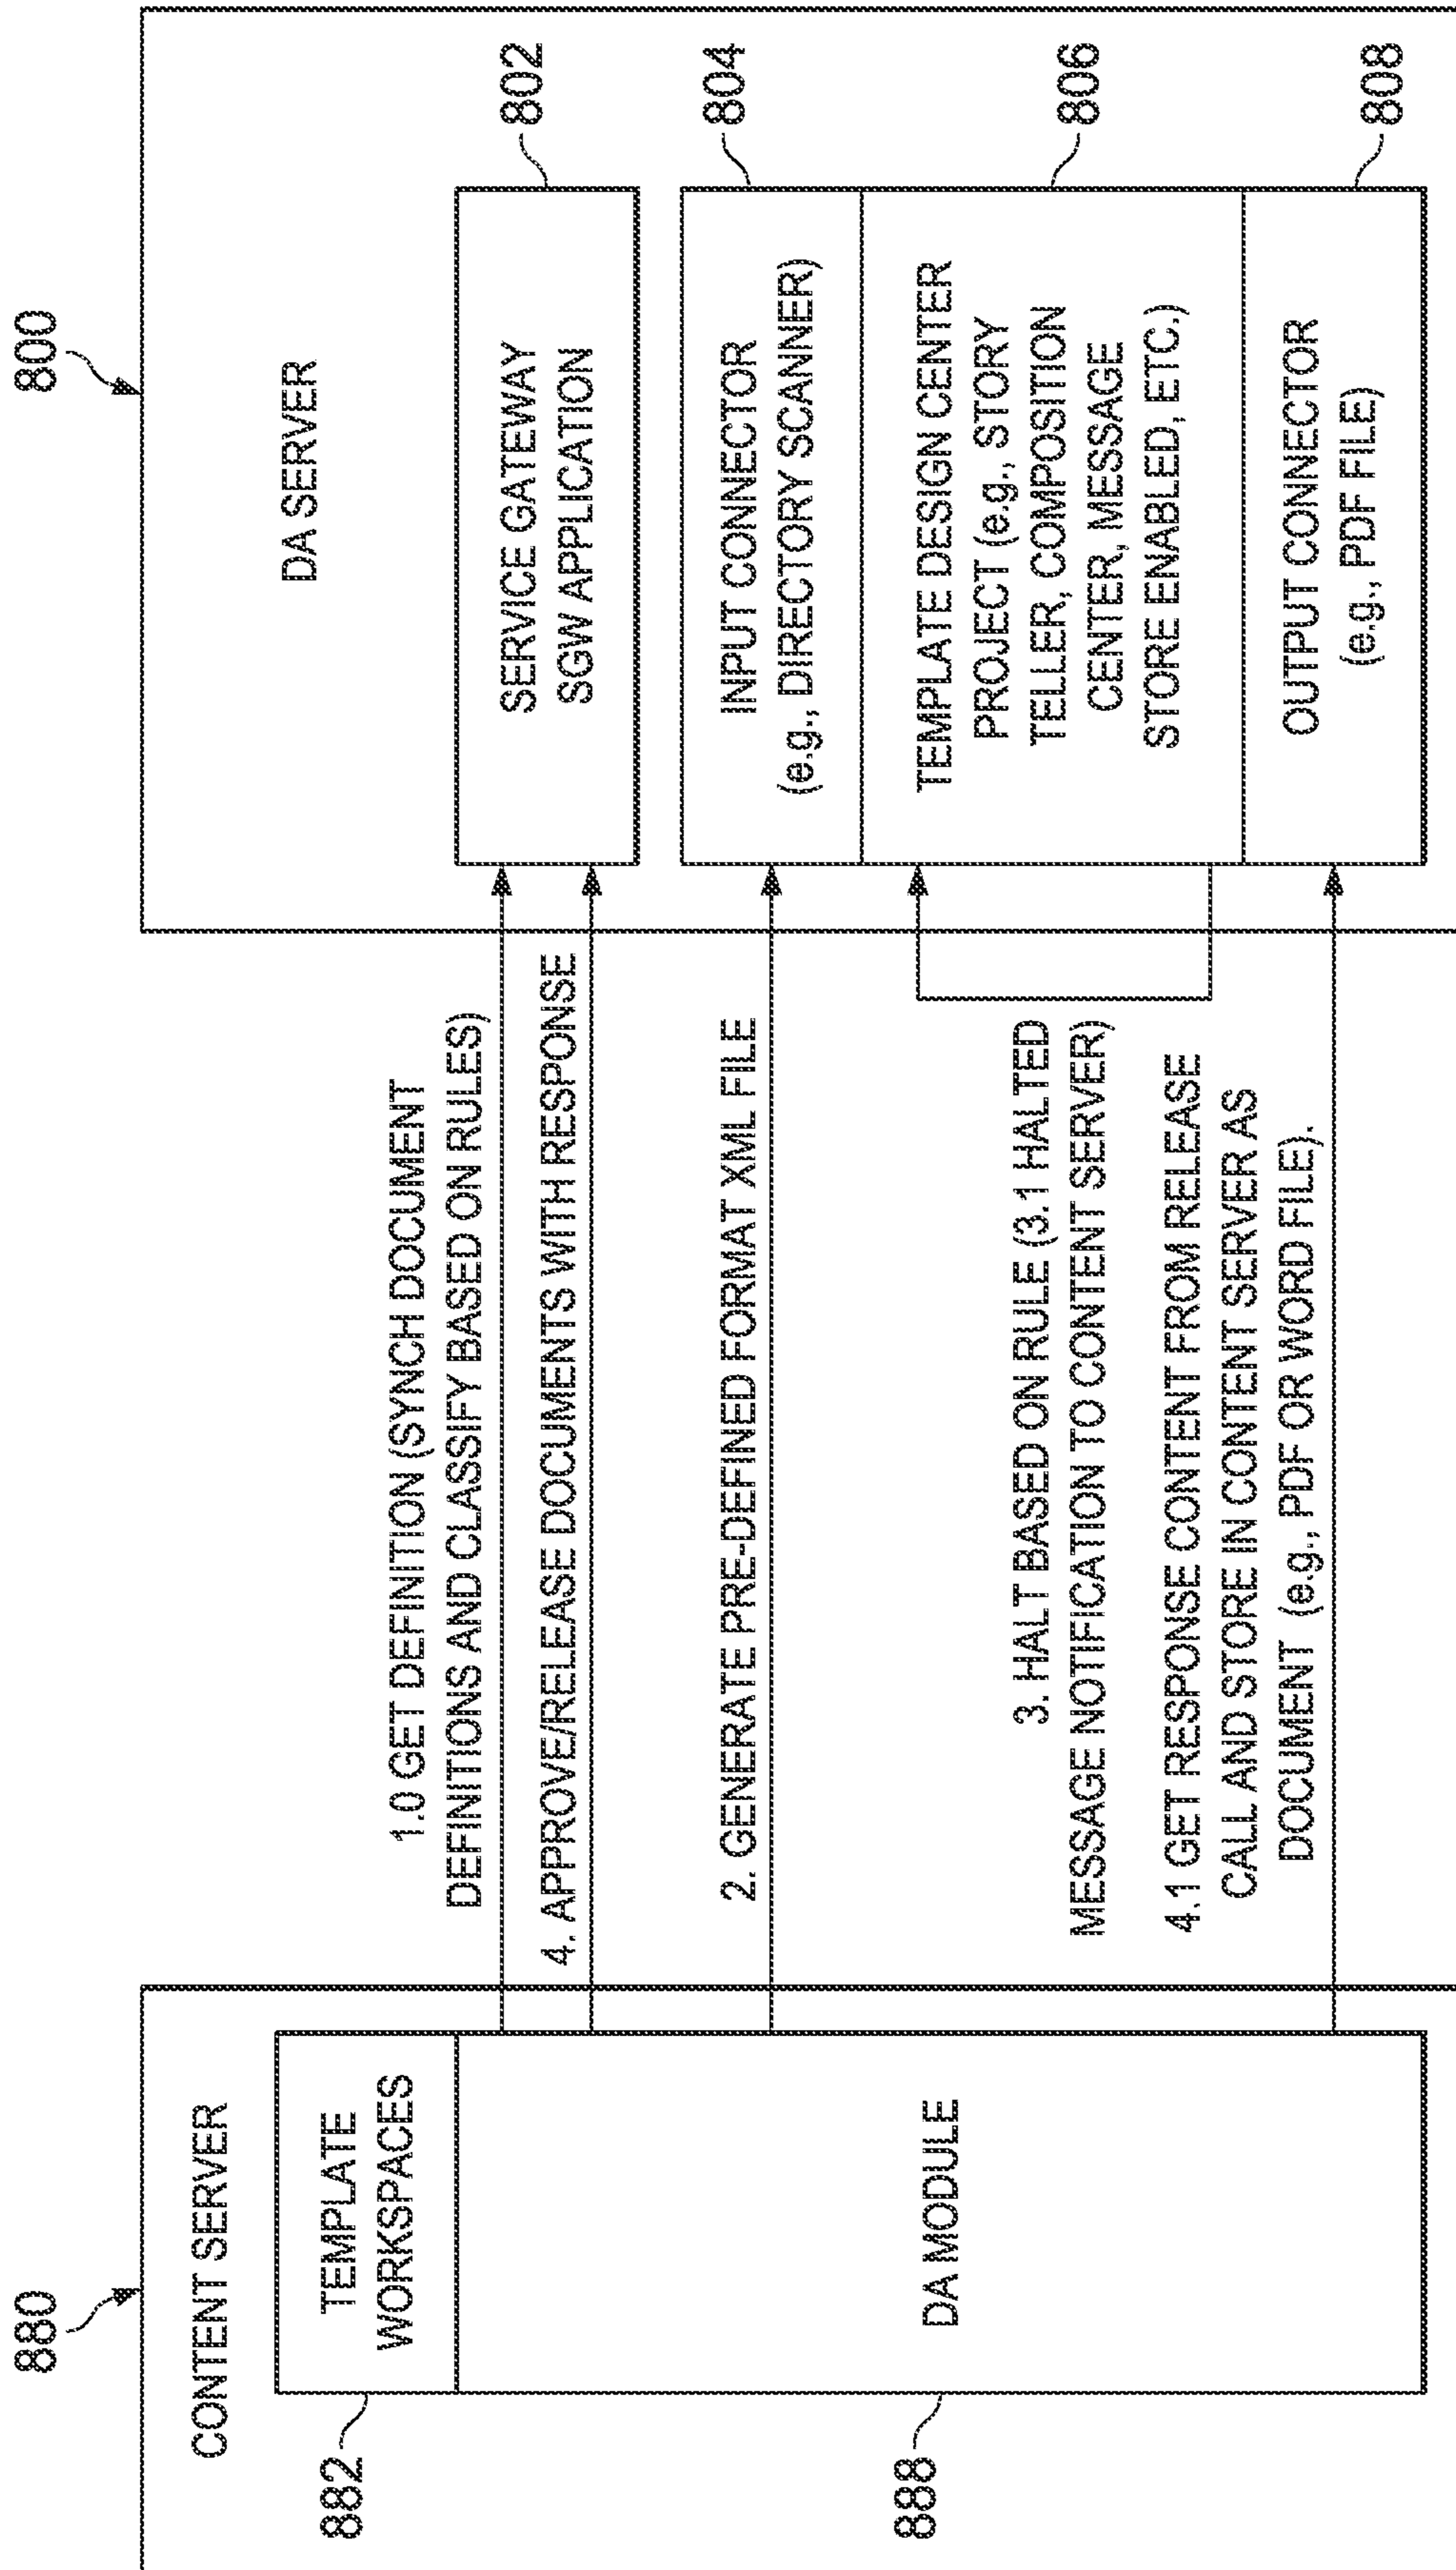 880
CONTENT SERVER
882
TEMPLATE
WORKSPACES
888
DA MODULE
1.0 GET DEFINITION (SYNCH DOCUMENT
DEFINITIONS AND CLASSIFY BASED ON RULES)
4. APPROVE/RELEASE DOCUMENTS WITH RESPONSE
2. GENERATE PRE-DEFINED FORMAT XML FILE
3. HALT BASED ON RULE (3.1 HALTED
MESSAGE NOTIFICATION TO CONTENT SERVER)
4.1 GET RESPONSE CONTENT FROM RELEASE
CALL AND STORE IN CONTENT SERVER AS
DOCUMENT (e.g., PDF OR WORD FILE).
800
DA SERVER
SERVICE GATEWAY
SGW APPLICATION
802
INPUT CONNECTOR
(e.g., DIRECTORY SCANNER)
804
TEMPLATE DESIGN CENTER
PROJECT (e.g., STORY
TELLER, COMPOSITION
CENTER, MESSAGE
STORE ENABLED, ETC.)
806
OUTPUT CONNECTOR
(e.g., PDF FILE)
808